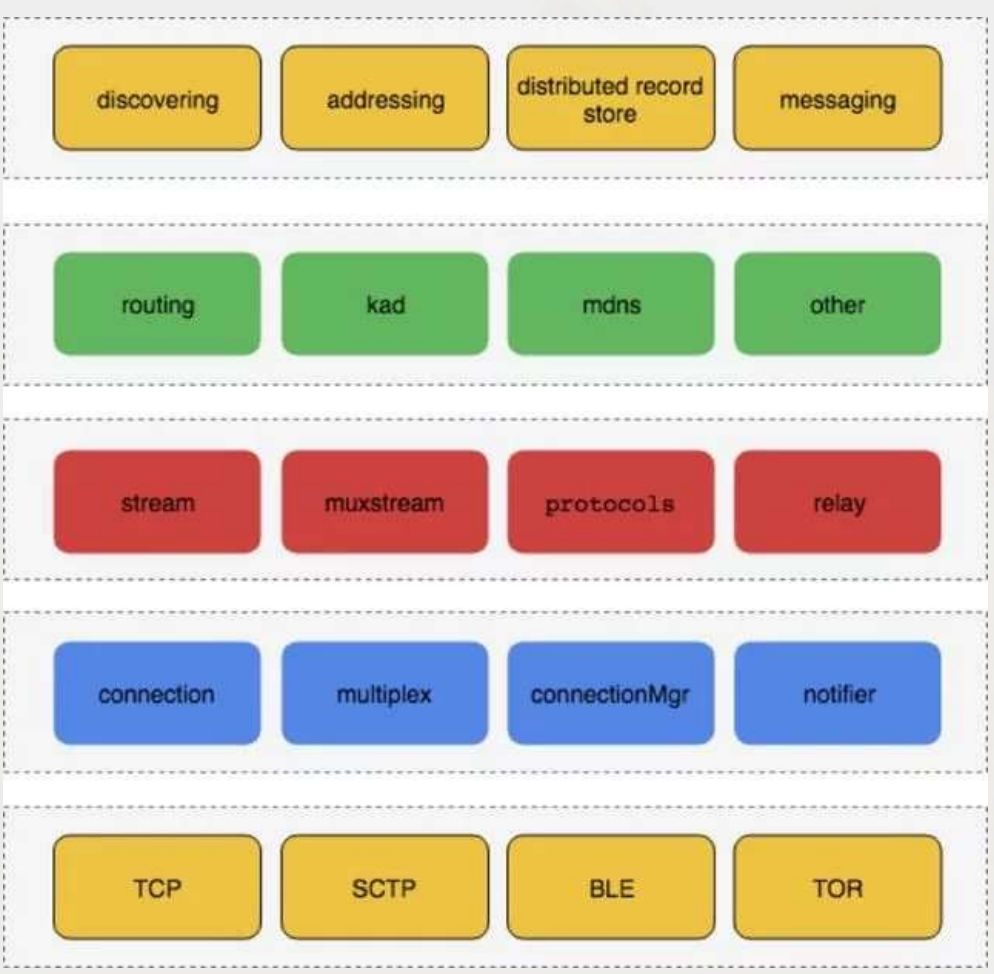 discovering
addressing
distributed record
store
messaging
routing
kad
mdns
other
stream
muxstream
protocols
relay
connection
multiplex
connectionMgr
notifier
TCP
SCTP
BLE
TOR